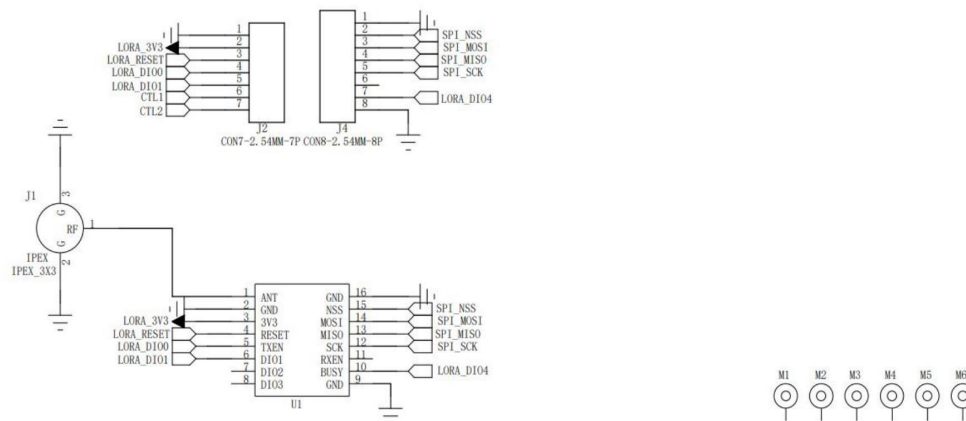 1
2
3
4
5
6
7
LORA_3V3
LORA_RESET
LORA_DIO0
LORA_DIO1
CTL1
CTL2
J2
CON7-2.54MM-7P
1
2
3
4
5
6
7
8
SPI_NSS
SPI_MOSI
SPI_MISO
SPI_SCK
LORA_DIO4
J4
CON8-2.54MM-8P
J1
3
G
RF
1
G
2
IPEX
IPEX_3X3
LORA_3V3
LORA_RESET
LORA_DIO0
LORA_DIO1
1 ANT
2 GND
3 3V3
4 RESET
5 TXEN
6 DIO1
7 DIO2
8 DIO3
GND 16
NSS 15
MOSI 14
MISO 13
SCK 12
RXEN 11
BUSY 10
GND 9
SPI_NSS
SPI_MOSI
SPI_MISO
SPI_SCK
LORA_DIO4
U1
M1 M2 M3 M4 M5 M6